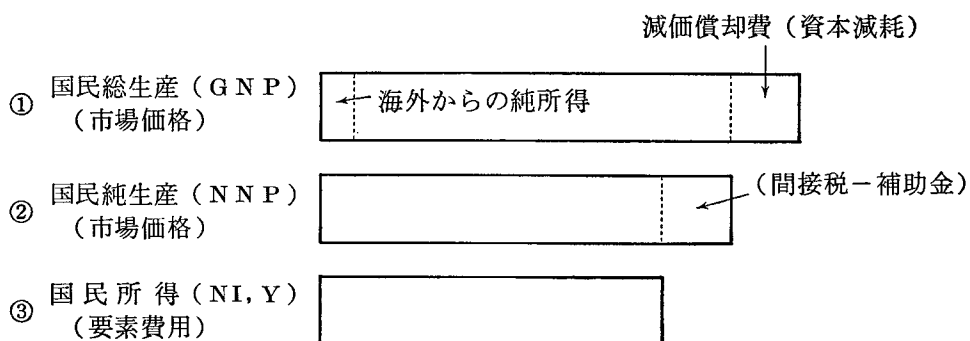 減価償却費(資本減耗)
① 国民総生産(GNP)
(市場価格)
海外からの純所得
② 国民純生産(NNP)
(市場価格)
(間接税-補助金)
③ 国民所得(NI, Y)
(要素費用)